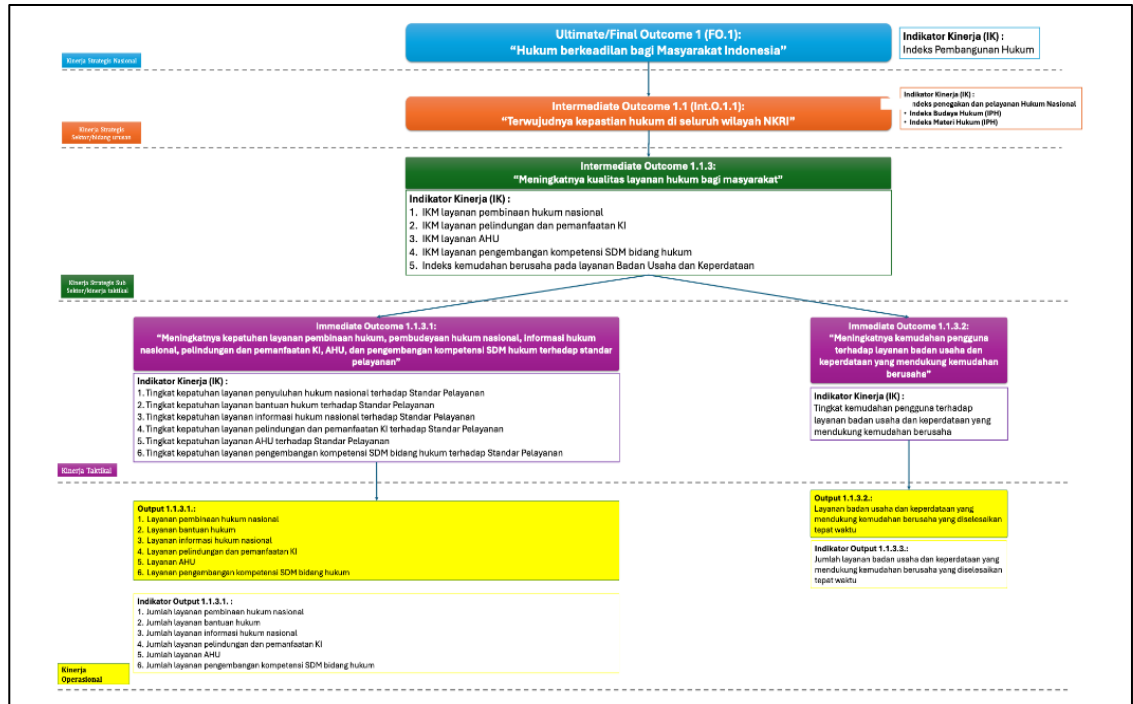 Ultimate/Final Outcome 1 (FO.1):
“Hukum berkeadilan bagi Masyarakat Indonesia”
Indikator Kinerja (IK) :
Indeks Pembangunan Hukum
Kinerja Strategis Nasional
Intermediate Outcome 1.1 (Int.O.1.1)
“Terwujudnya kepastian hukum di seluruh wilayah NKRI”
Indikator Kinerja (IK) :
ndeks penegakan dan pelayanan Hukum Nasional
• Indeks Budaya Hukum (IPH)
• Indeks Materi Hukum (IPH)
Kinerja Strategis
Sektor/bidang urusan
Intermediate Outcome 1.1.3:
“Meningkatnya kualitas layanan hukum bagi masyarakat”
Indikator Kinerja (IK) :
1. IKM layanan pembinaan hukum nasional
2. IKM layanan pelindungan dan pemanfaatan KI
3. IKM layanan AHU
4. IKM layanan pengembangan kompetensi SDM bidang hukum
5. Indeks kemudahan berusaha pada layanan Badan Usaha dan Keperdataan
Kinerja Strategis Sub
Sektor/kinerja taktikal
Immediate Outcome 1.1.3.1:
“Meningkatnya kepatuhan layanan pembinaan hukum, pembudayaan hukum nasional, informasi hukum
nasional, pelindungan dan pemanfaatan KI, AHU, dan pengembangan kompetensi SDM hukum terhadap standar
pelayanan”
Indikator Kinerja (IK) :
1. Tingkat kepatuhan layanan penyuluhan hukum nasional terhadap Standar Pelayanan
2. Tingkat kepatuhan layanan bantuan hukum terhadap Standar Pelayanan
3. Tingkat kepatuhan layanan informasi hukum nasional terhadap Standar Pelayanan
4. Tingkat kepatuhan layanan pelindungan dan pemanfaatan KI terhadap Standar Pelayanan
5. Tingkat kepatuhan layanan AHU terhadap Standar Pelayanan
6. Tingkat kepatuhan layanan pengembangan kompetensi SDM bidang hukum terhadap Standar Pelayanan
Immediate Outcome 1.1.3.2:
“Meningkatnya kemudahan pengguna
terhadap layanan badan usaha dan
keperdataan yang mendukung kemudahan
berusaha”
Indikator Kinerja (IK) :
Tingkat kemudahan pengguna terhadap
layanan badan usaha dan keperdataan yang
mendukung kemudahan berusaha
Kinerja Taktikal
Output 1.1.3.1.:
1. Layanan pembinaan hukum nasional
2. Layanan bantuan hukum
3. Layanan informasi hukum nasional
4. Layanan pelindungan dan pemanfaatan KI
5. Layanan AHU
6. Layanan pengembangan kompetensi SDM bidang hukum
Output 1.1.3.2.:
Layanan badan usaha dan keperdataan yang
mendukung kemudahan berusaha yang diselesaikan
tepat waktu
Indikator Output 1.1.3.3.:
Jumlah layanan badan usaha dan keperdataan yang
mendukung kemudahan berusaha yang diselesaikan
tepat waktu
Indikator Output 1.1.3.1. :
1. Jumlah layanan pembinaan hukum nasional
2. Jumlah layanan bantuan hukum
3. Jumlah layanan informasi hukum nasional
4. Jumlah layanan pelindungan dan pemanfaatan KI
5. Jumlah layanan AHU
6. Jumlah layanan pengembangan kompetensi SDM bidang hukum
Kinerja
Operasional